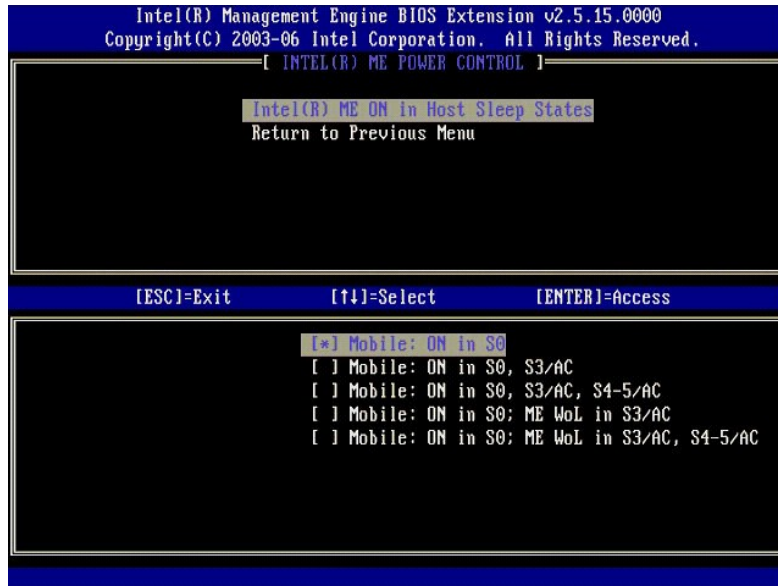 Intel(R) Management Engine BIOS Extension v2.5.15.0000
Copyright(C) 2003-06 Intel Corporation.  All Rights Reserved.
[ INTEL(R) ME POWER CONTROL ]
Intel(R) ME ON in Host Sleep States
Return to Previous Menu
[ESC]=Exit [↑↓]=Select [ENTER]=Access
[*] Mobile: ON in S0
[ ] Mobile: ON in S0, S3/AC
[ ] Mobile: ON in S0, S3/AC, S4-5/AC
[ ] Mobile: ON in S0; ME WoL in S3/AC
[ ] Mobile: ON in S0; ME WoL in S3/AC, S4-5/AC